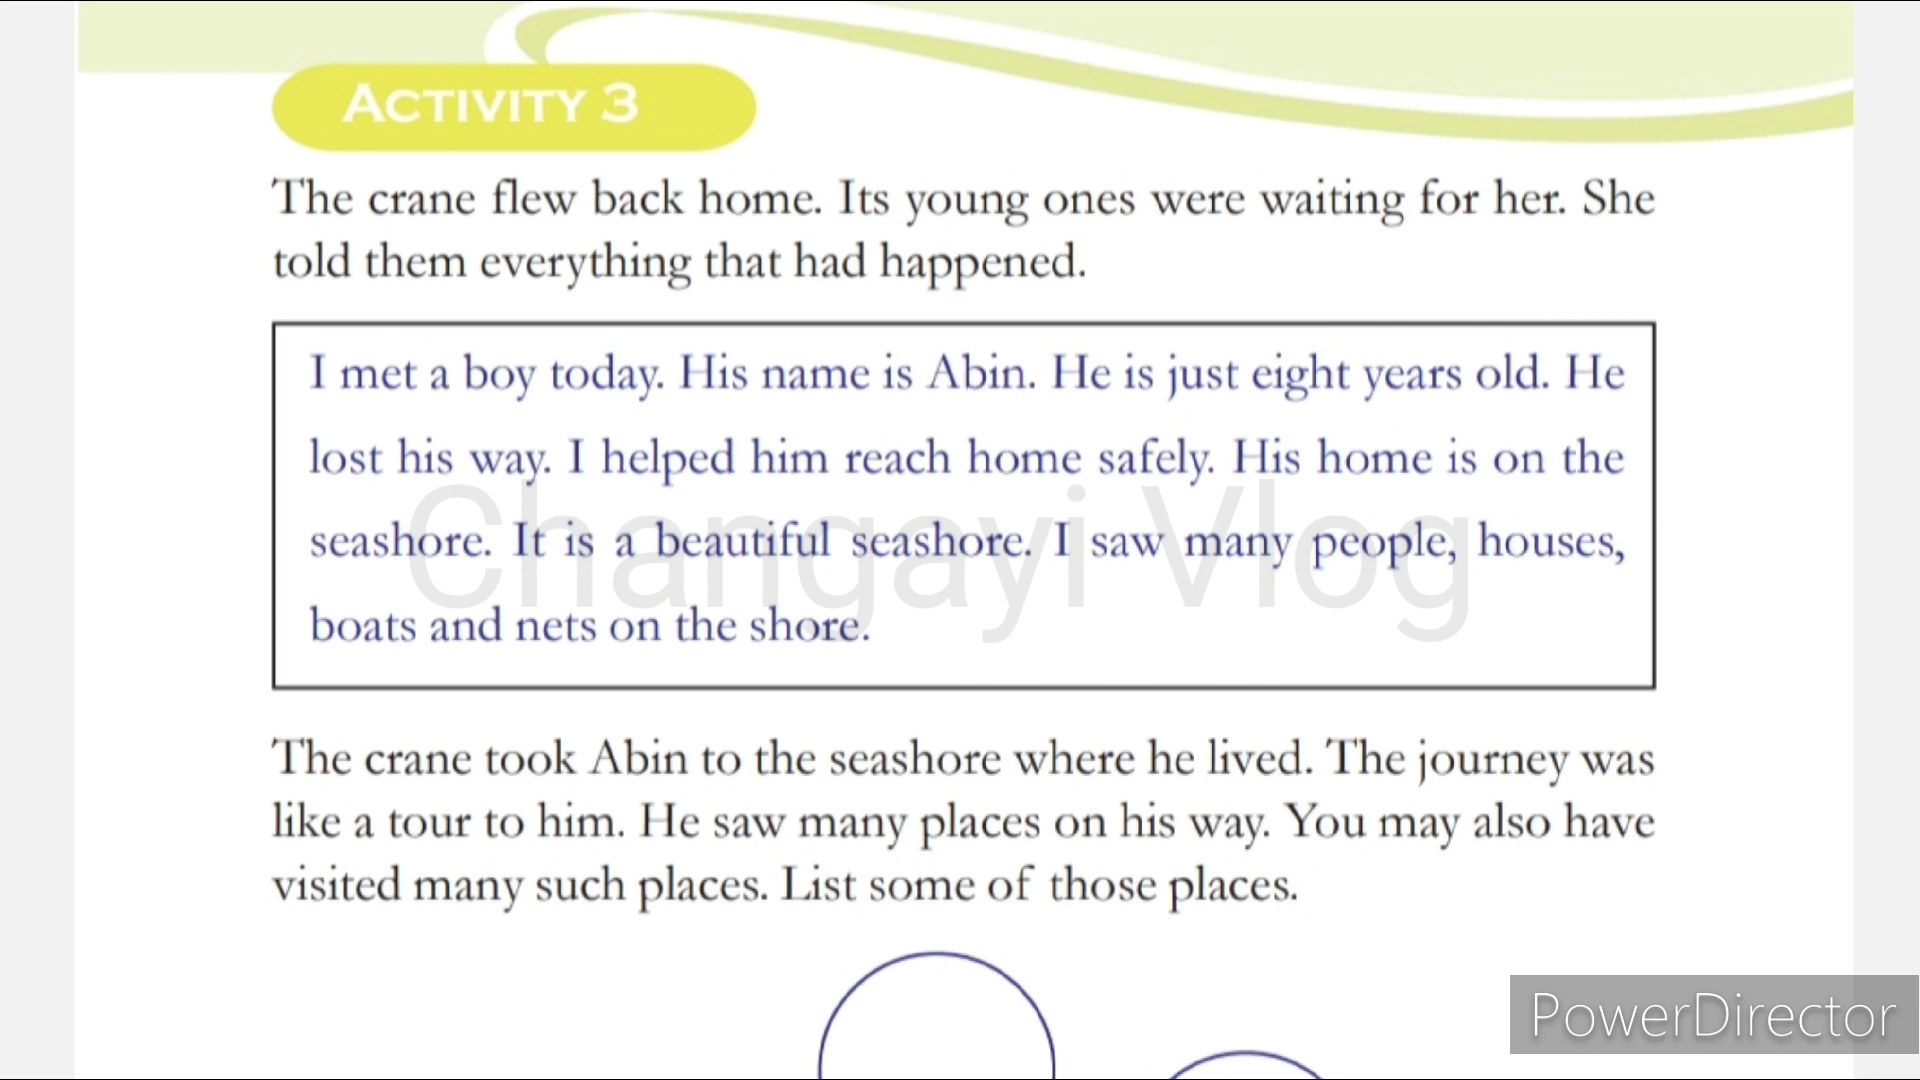 ACTIVITY 3
The crane flew back home. Its young ones were waiting for her. She
told them everything that had happened.
I met a boy today. His name is Abin. He is just eight years old. He
lost his way. I helped him reach home safely. His home is on the
seashore. It is a beautiful seashore. I saw many people, houses,
Changayi Vlog
boats and nets on the shore.
The crane took Abin to the seashore where he lived. The journey was
like a tour to him. He saw many places on his way. You may also have
visited many such places. List some of those places.
PowerDirector